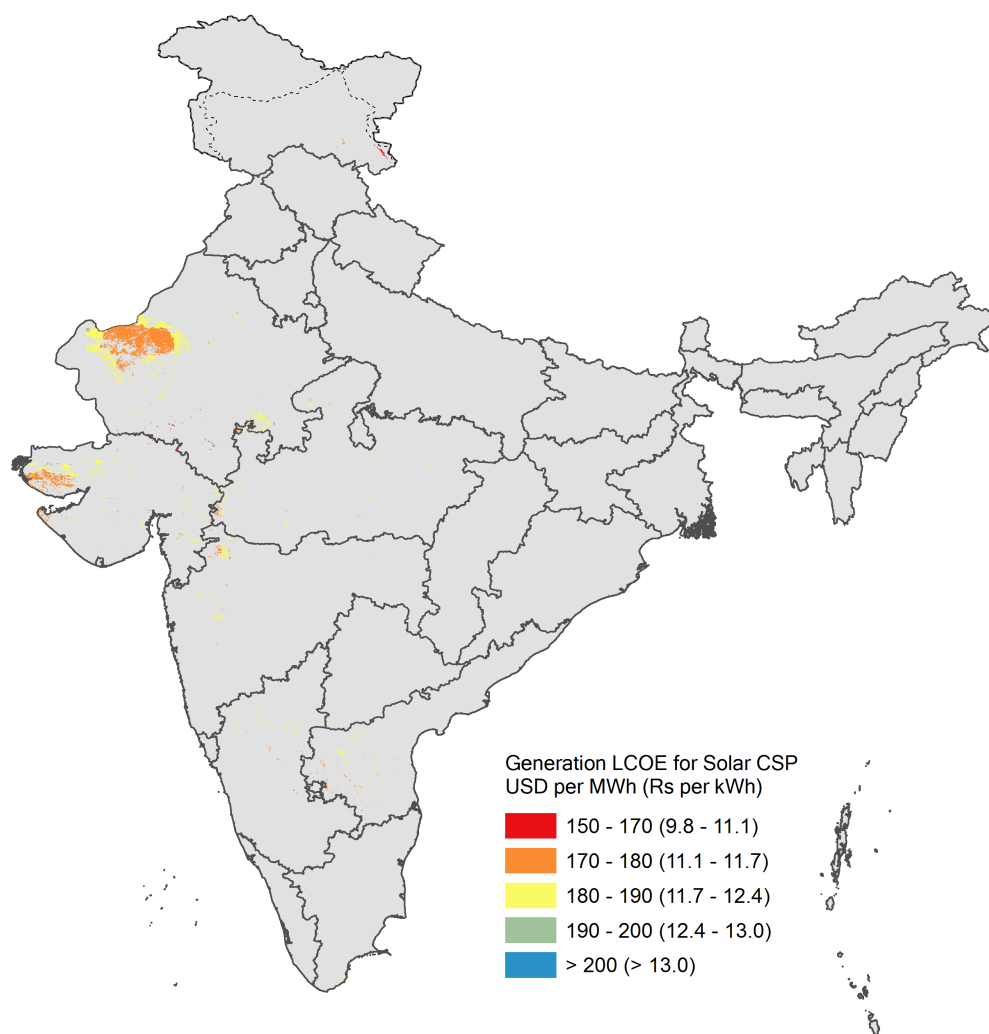 Generation LCOE for Solar CSP
USD per MWh (Rs per kWh)
150 - 170 (9.8 - 11.1)
170 - 180 (11.1 - 11.7)
180 - 190 (11.7 - 12.4)
190 - 200 (12.4 - 13.0)
> 200 (> 13.0)